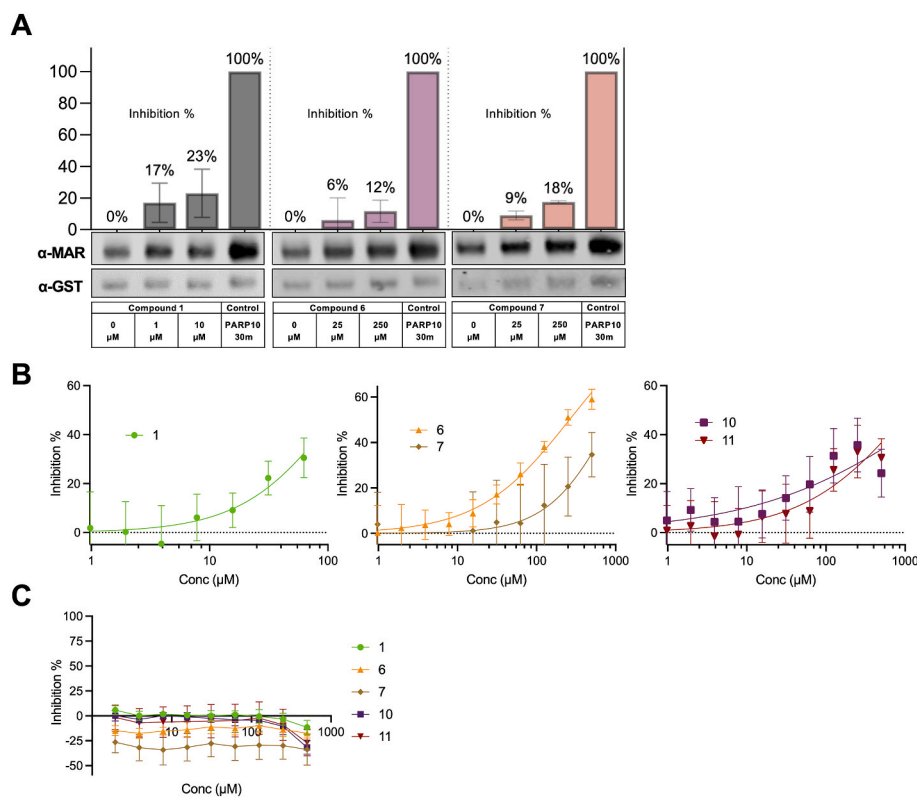 A
100%
100%
100%
100
80
60
40
20
0
Inhibition %
Inhibition %
Inhibition %
0%
17%
23%
0%
6%
12%
0%
9%
18%
α-MAR
α-GST
Compound 1
Control
Compound 6
Control
Compound 7
Control
0 µM
1 µM
10 µM
PARP10 30m
0 µM
25 µM
250 µM
PARP10 30m
0 µM
25 µM
250 µM
PARP10 30m
B
60
40
20
0
Inhibition %
1
1
10
100
Conc (µM)
60
40
20
0
Inhibition %
6
7
1
10
100
1000
Conc (µM)
60
40
20
0
Inhibition %
10
11
1
10
100
1000
Conc (µM)
C
100
75
50
25
0
-25
-50
Inhibition %
10
100
1000
Conc (µM)
1
6
7
10
11